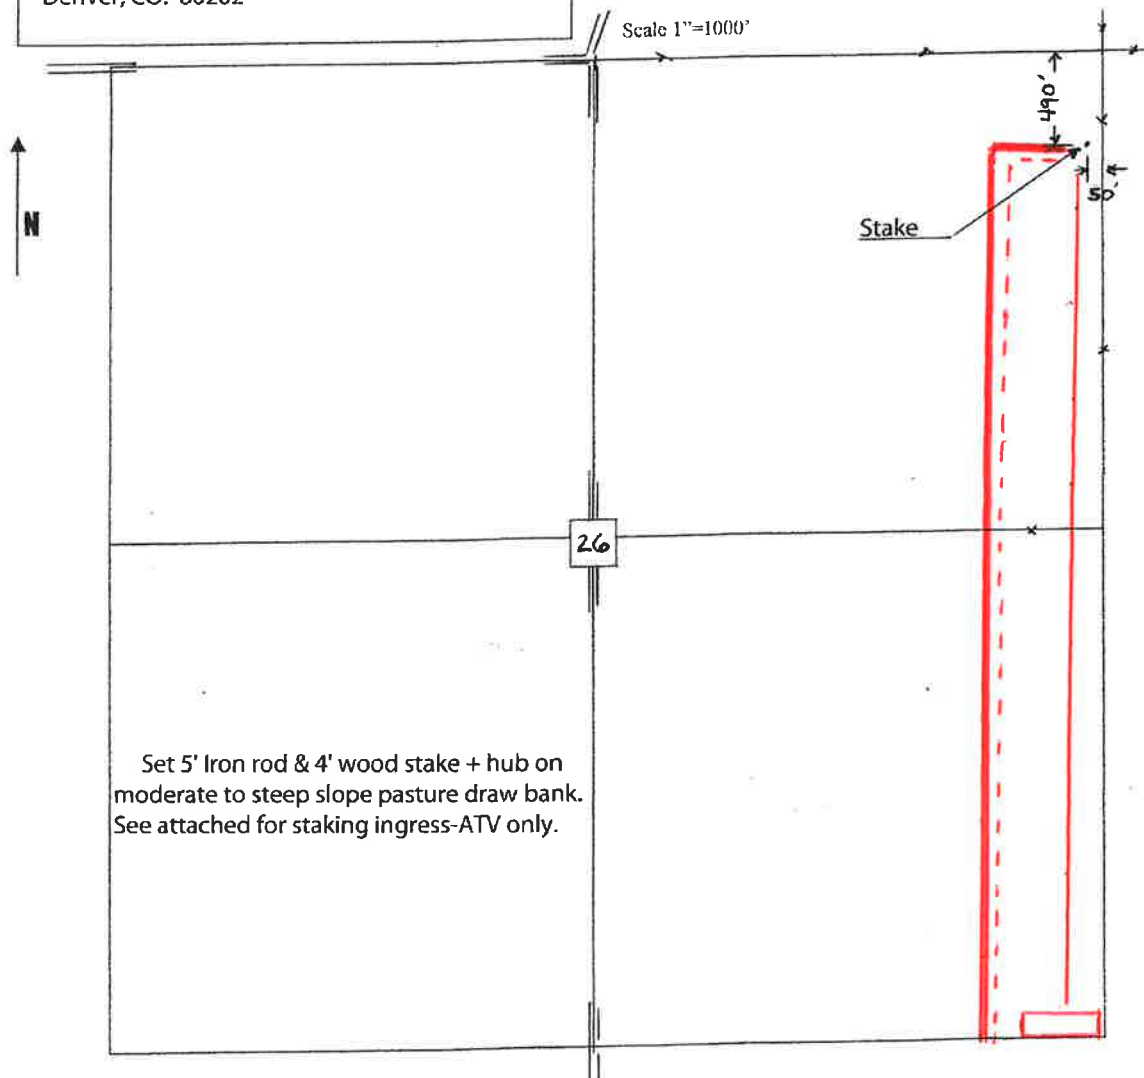 Denver, CO. 80202
Scale 1"=1000'
490'
50'
N
Stake
26
Set 5' Iron rod & 4' wood stake + hub on
moderate to steep slope pasture draw bank.
See attached for staking ingress-ATV only.